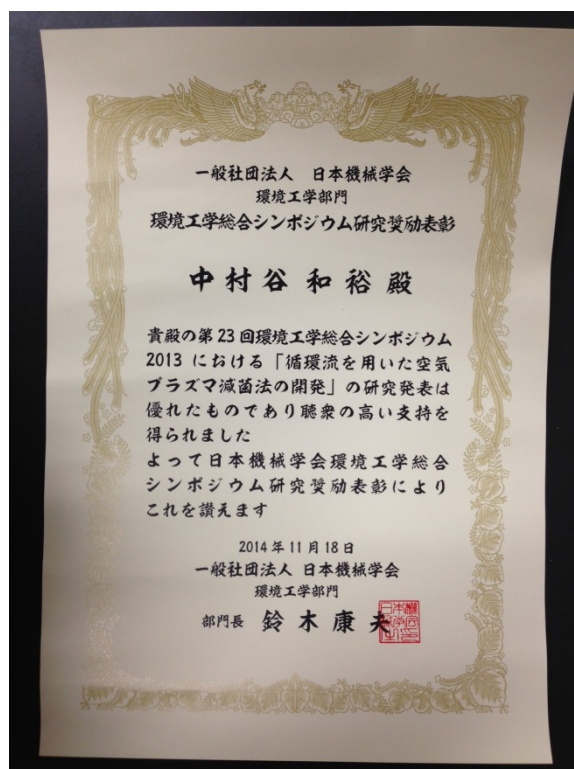 一般社団法人 日本機械学会
環境工学部門
環境工学総合シンポジウム研究奨励表彰
中村谷和裕殿
貴殿の第23回環境工学総合シンポジウム
2013 における「循環流を用いた空気
プラズマ滅菌法の開発」の研究発表は
優れたものであり聴衆の高い支持を
得られました
よって日本機械学会環境工学総合
シンポジウム研究奨励表彰により
これを讃えます
2014年11月18日
一般社団法人 日本機械学会
環境工学部門
部門長 鈴木康夫